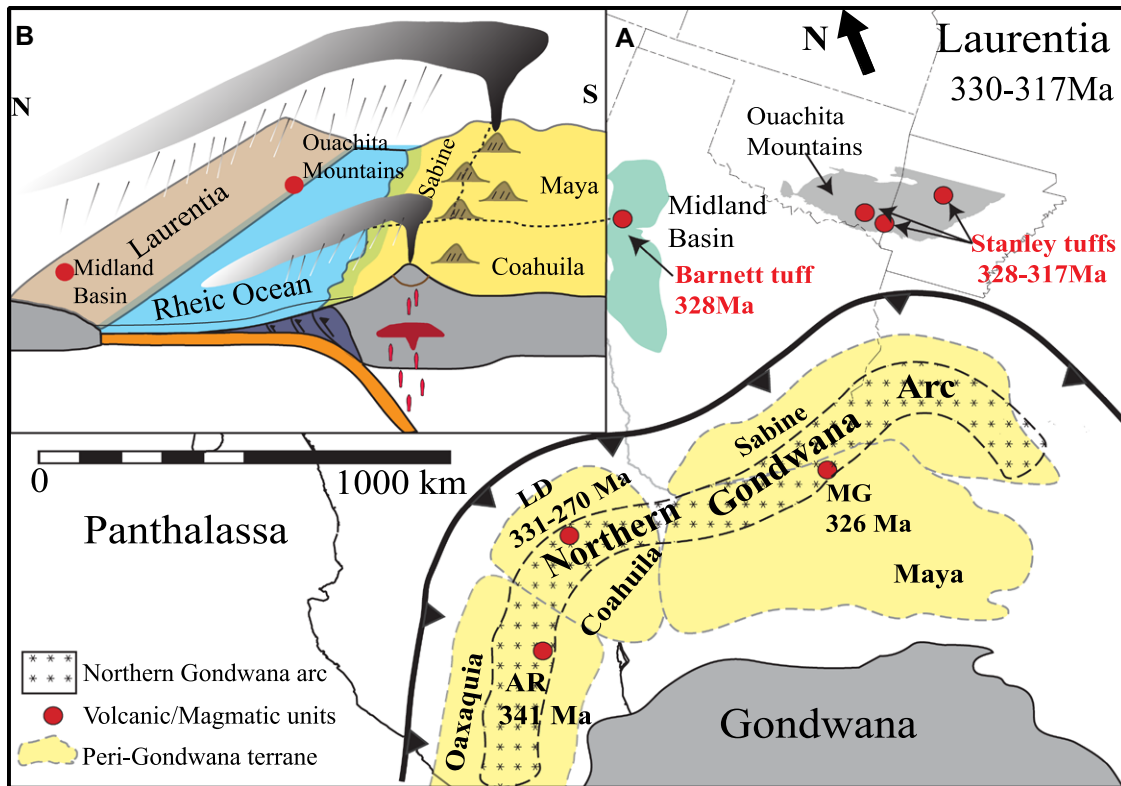 B
N
S
Ouachita
Mountains
Sabine
Maya
Laurentia
Midland
Basin
Rheic Ocean
Coahuila
A
N
Laurentia
330-317Ma
Ouachita
Mountains
Midland
Basin
Barnett tuff
328Ma
Stanley tuffs
328-317Ma
0
1000 km
Panthalassa
LD
331-270 Ma
Sabine
Northern Gondwana Arc
MG
326 Ma
Coahuila
Maya
Oaxaquia
AR
341 Ma
Gondwana
Northern Gondwana arc
Volcanic/Magmatic units
Peri-Gondwana terrane